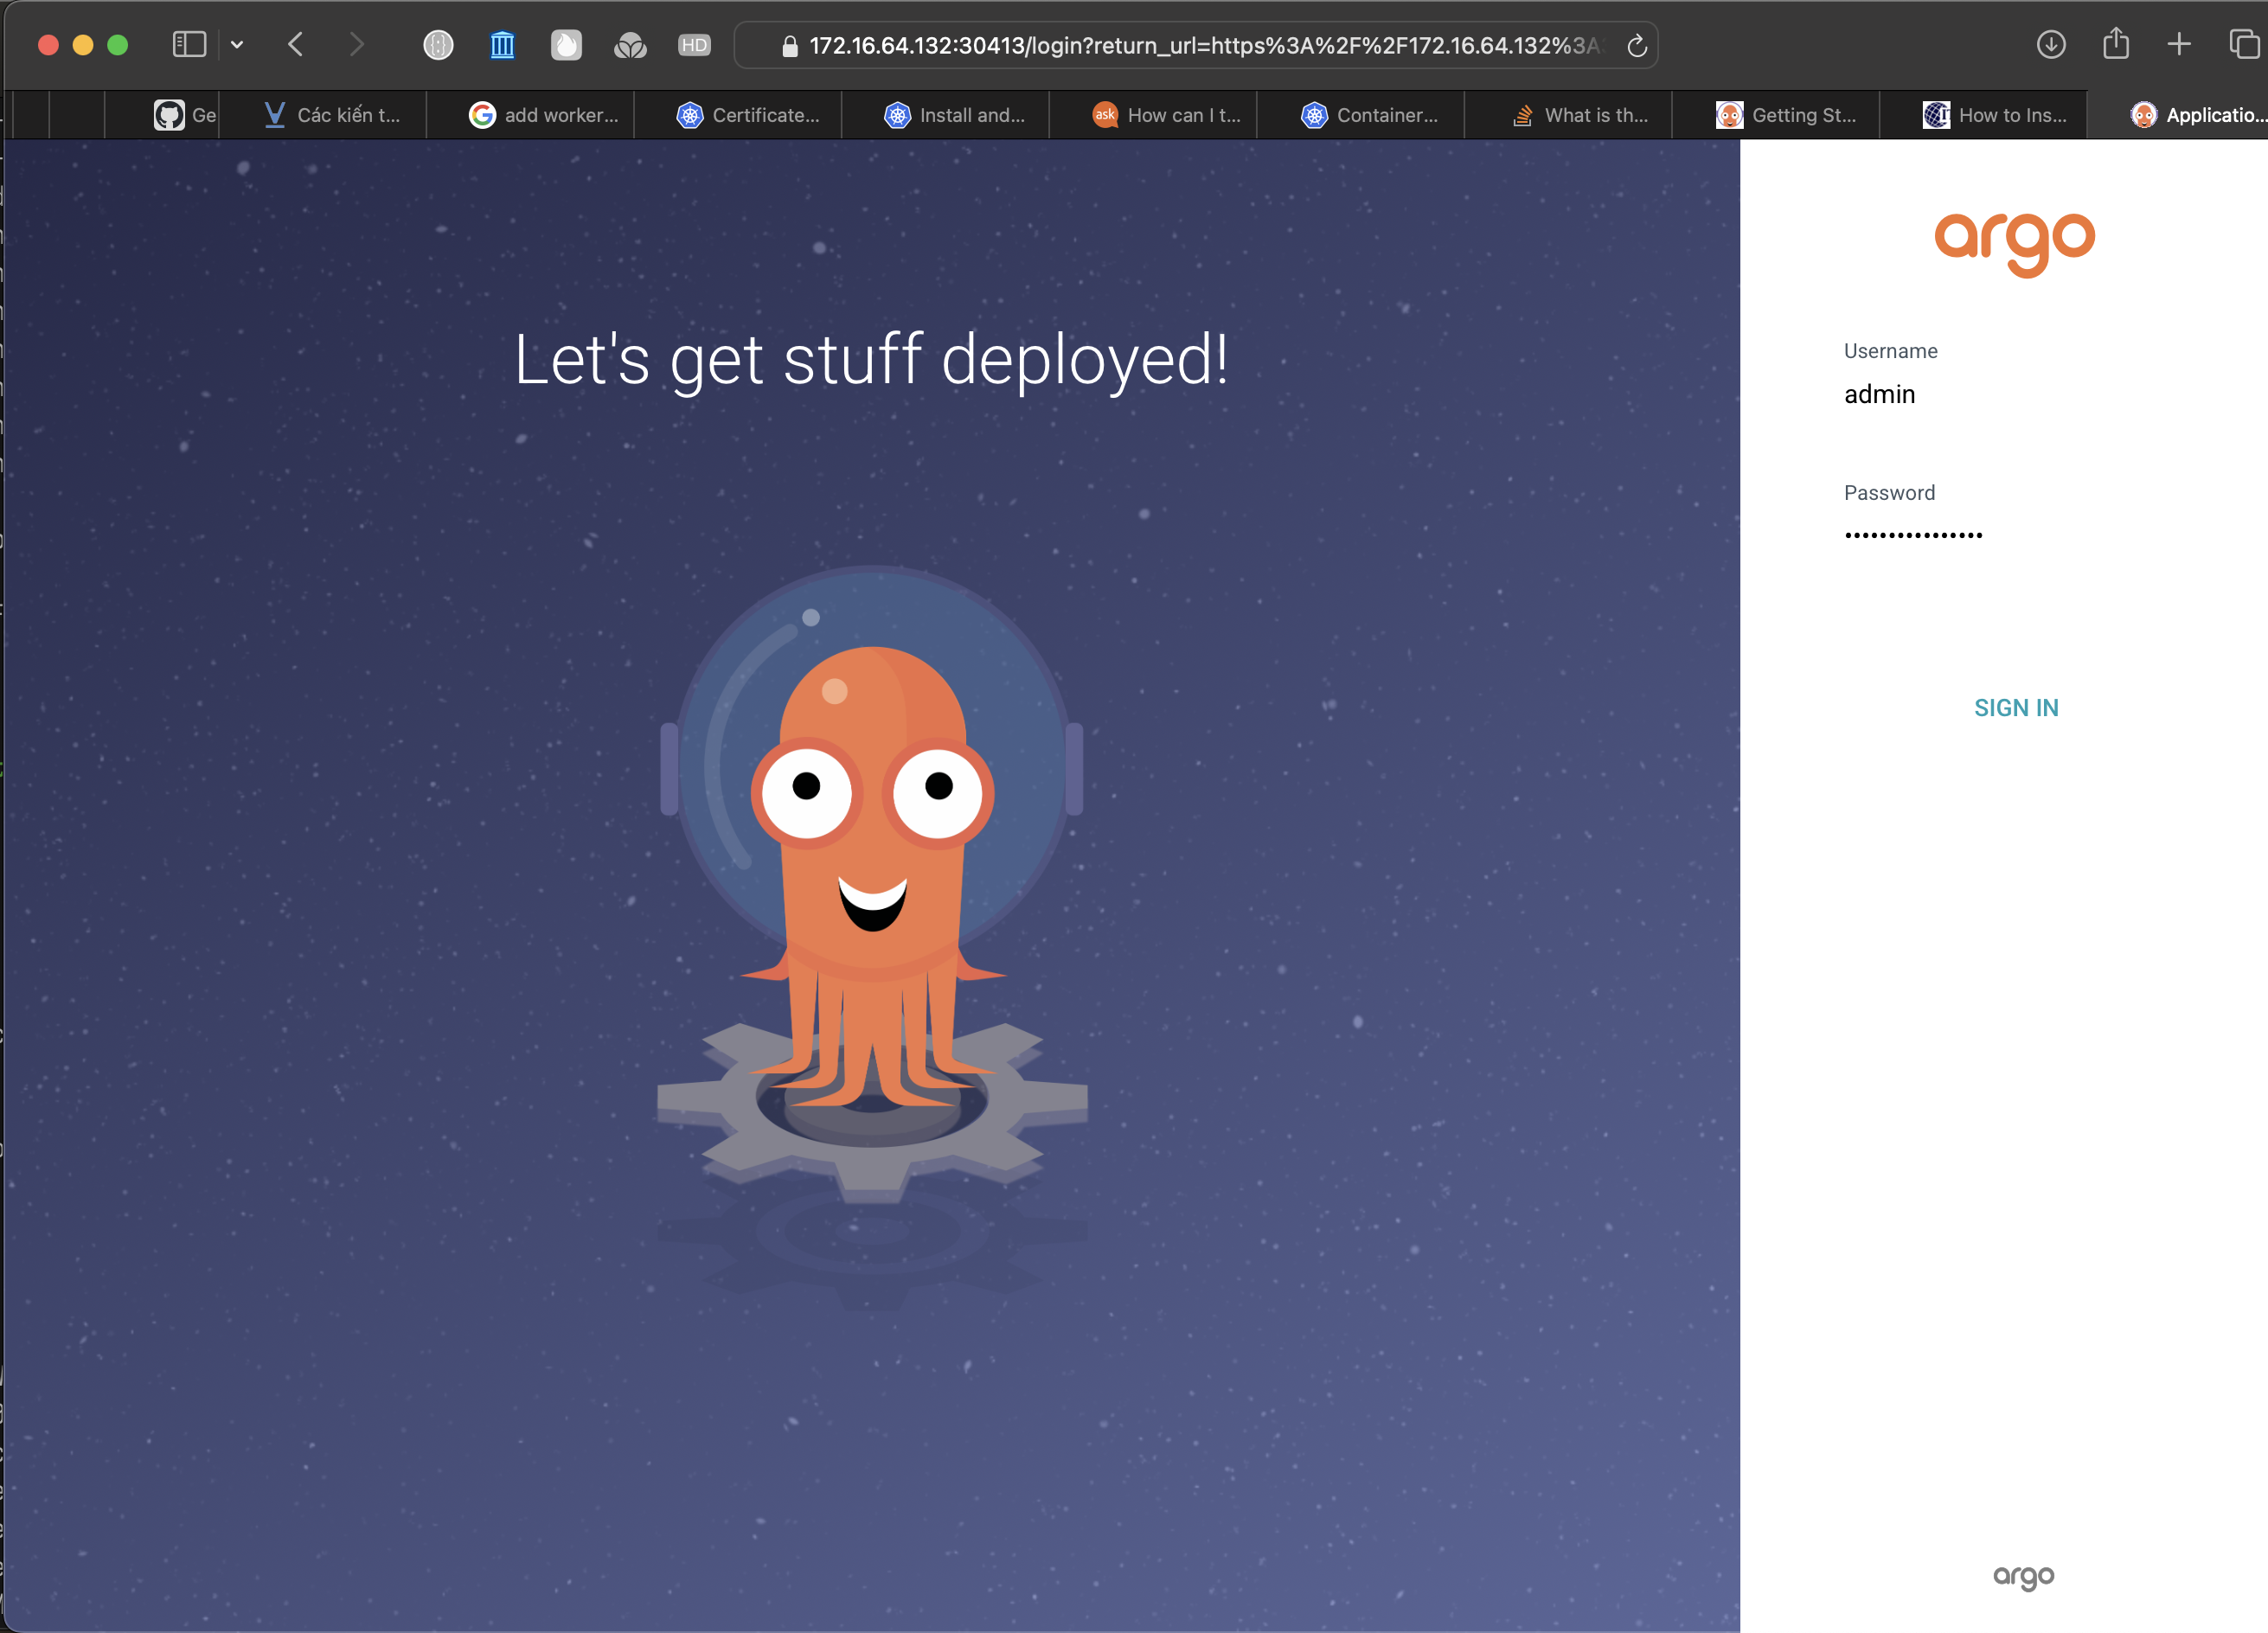 HD
172.16.64.132:30413/login?return_url=https%3A%2F%2F172.16.64.132%3A
Ge
Các kiến t...
add worker...
Certificate...
Install and...
ask
How can I t...
Container...
What is th...
Getting St...
How to Ins...
Applicatio...
Let's get stuff deployed!
argo
Username
admin
Password
SIGN IN
argo